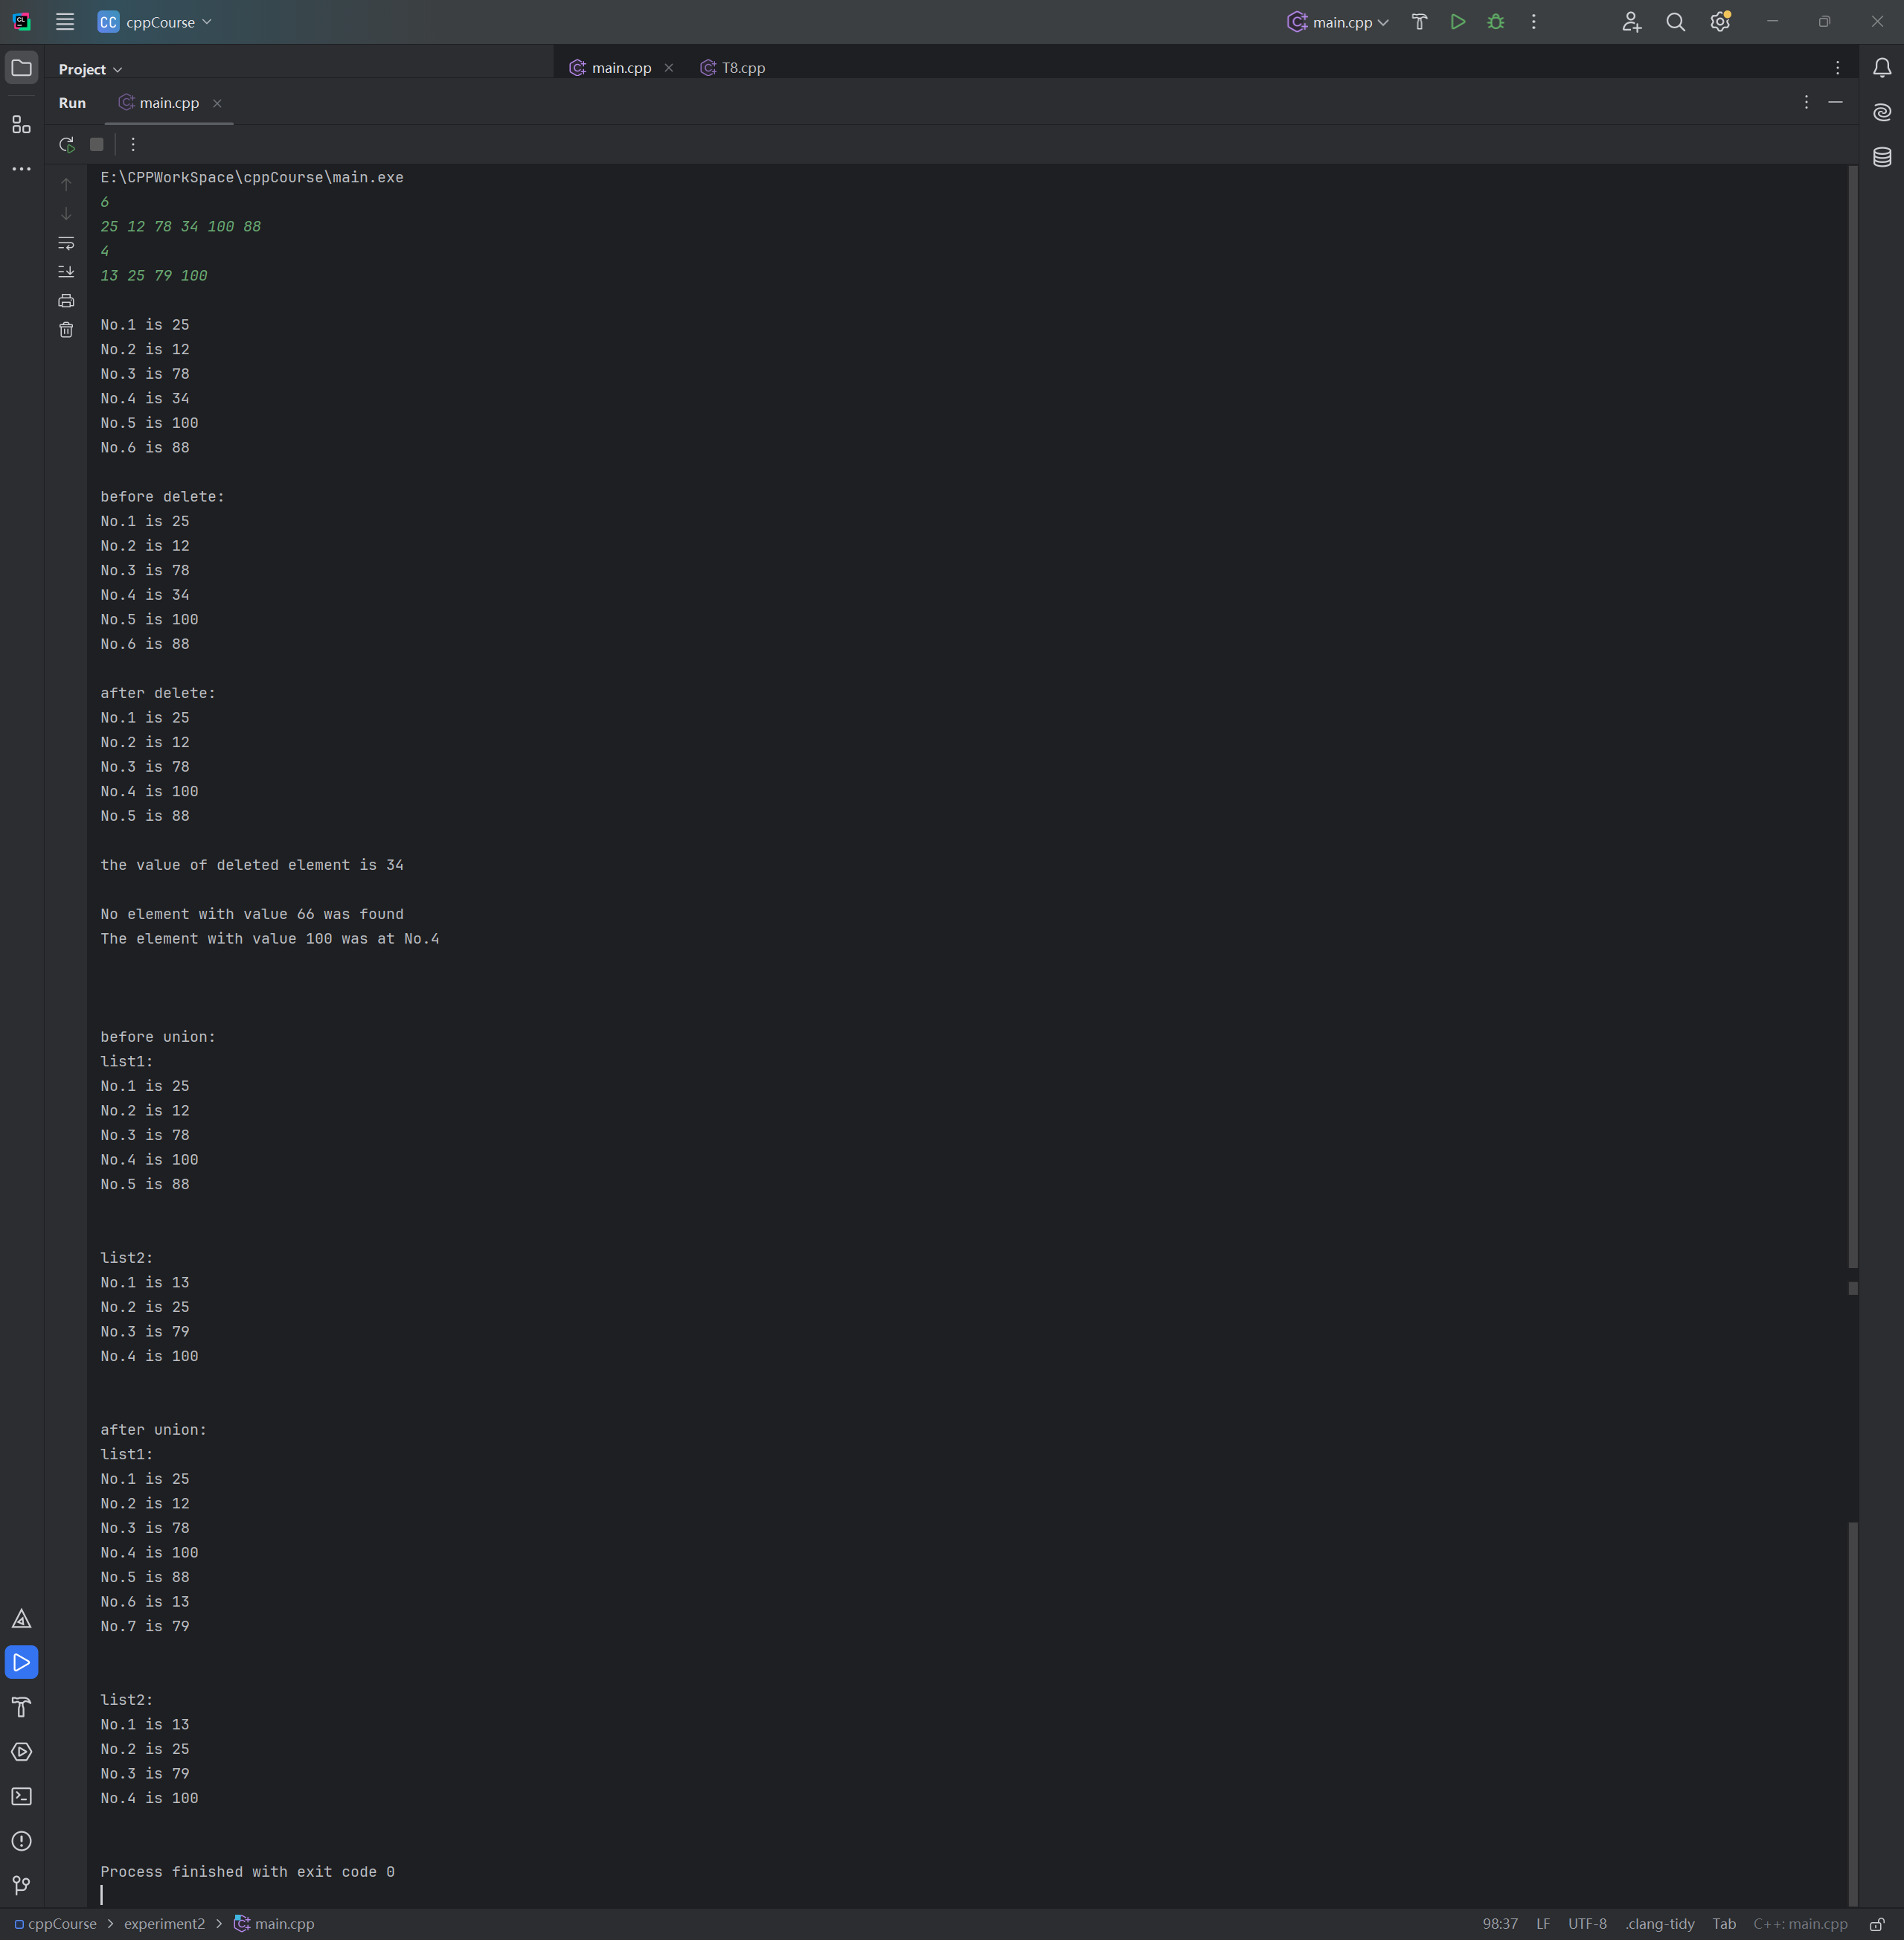 CC cppCourse main.cpp
Project main.cpp T8.cpp
Run main.cpp
E:\CPPWorkSpace\cppCourse\main.exe
6
25 12 78 34 100 88
4
13 25 79 100
No.1 is 25
No.2 is 12
No.3 is 78
No.4 is 34
No.5 is 100
No.6 is 88
before delete:
No.1 is 25
No.2 is 12
No.3 is 78
No.4 is 34
No.5 is 100
No.6 is 88
after delete:
No.1 is 25
No.2 is 12
No.3 is 78
No.4 is 100
No.5 is 88
the value of deleted element is 34
No element with value 66 was found
The element with value 100 was at No.4
before union:
list1:
No.1 is 25
No.2 is 12
No.3 is 78
No.4 is 100
No.5 is 88
list2:
No.1 is 13
No.2 is 25
No.3 is 79
No.4 is 100
after union:
list1:
No.1 is 25
No.2 is 12
No.3 is 78
No.4 is 100
No.5 is 88
No.6 is 13
No.7 is 79
list2:
No.1 is 13
No.2 is 25
No.3 is 79
No.4 is 100
Process finished with exit code 0
cppCourse > experiment2 > main.cpp 98:37 LF UTF-8 .clang-tidy Tab C++: main.cpp